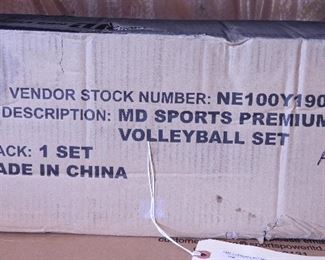 VENDOR STOCK NUMBER: NE100Y190
DESCRIPTION: MD SPORTS PREMIUM
VOLLEYBALL SET
ACK: 1 SET
ADE IN CHINA